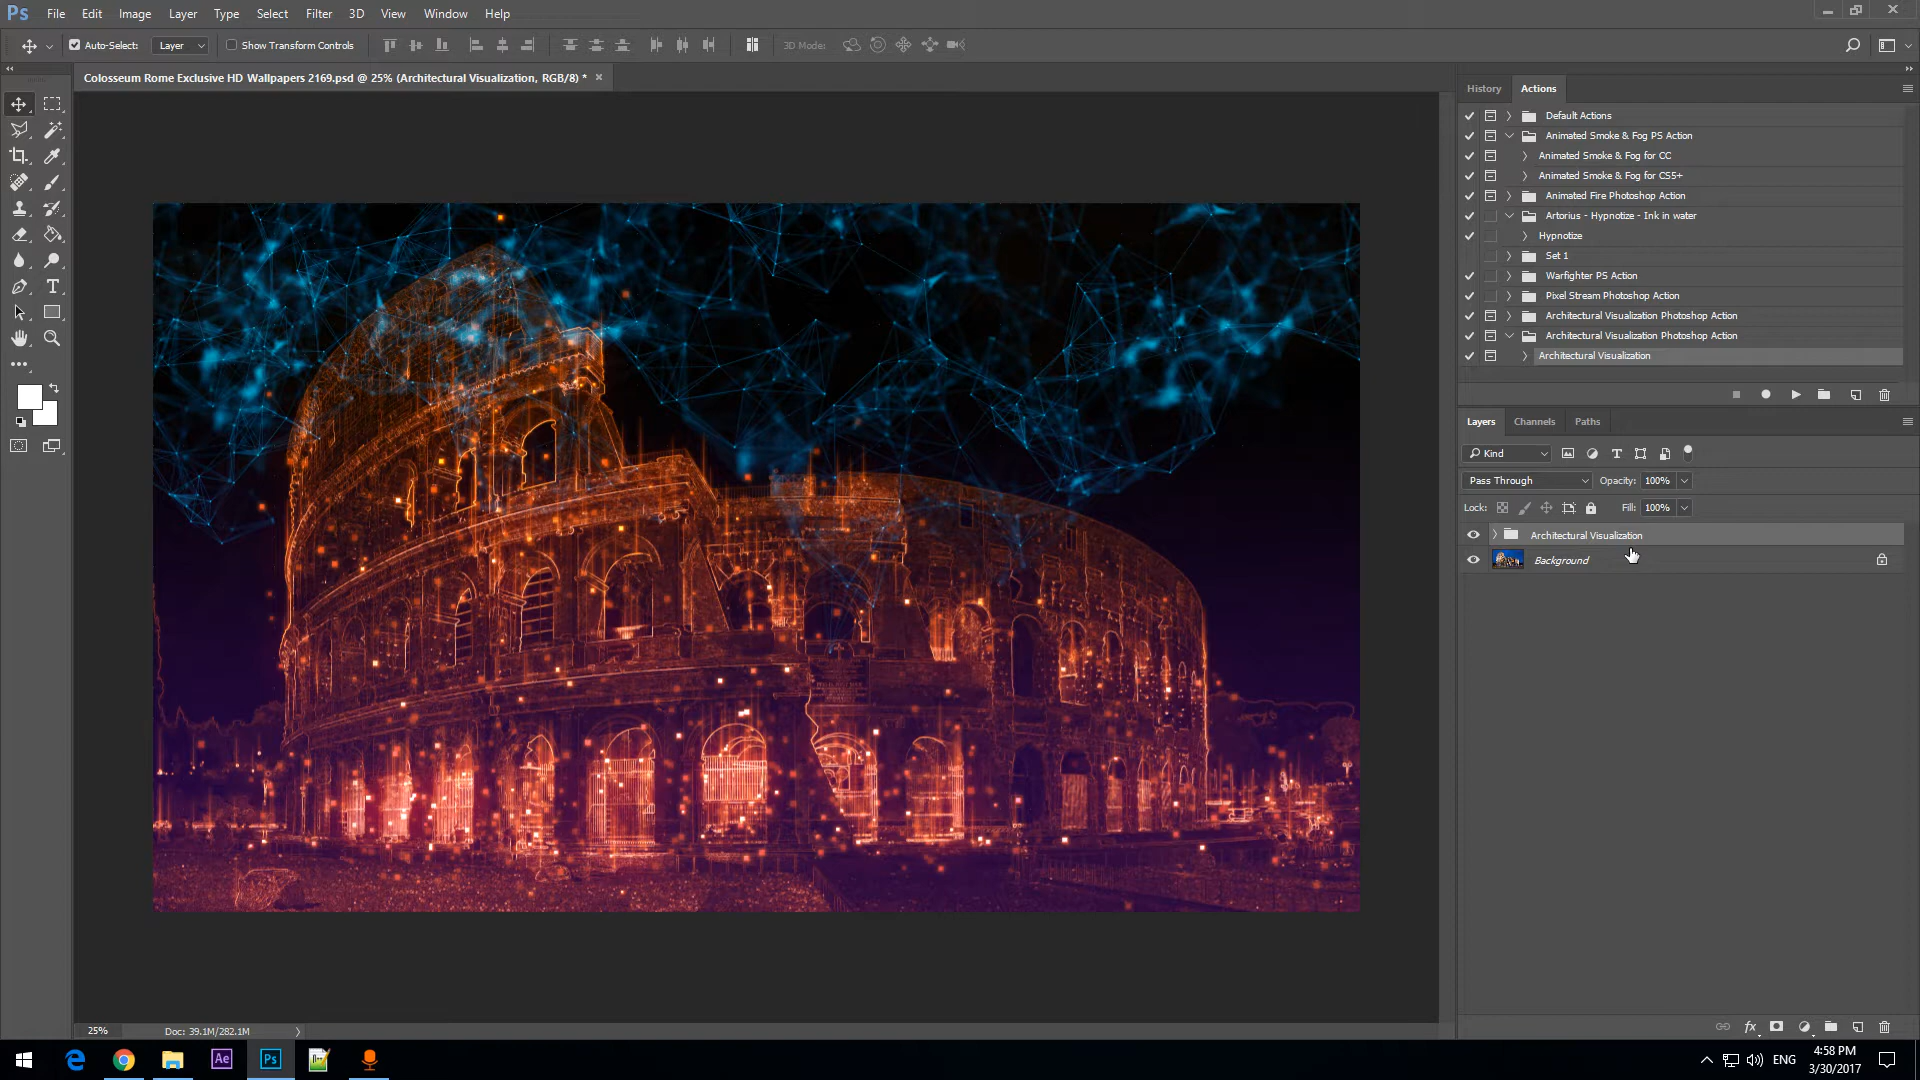 Ps File Edit Image Layer Type Select Filter 3D View Window Help
Auto-Select: Layer Show Transform Controls 3D Mode:
Colosseum Rome Exclusive HD Wallpapers 2169.psd @ 25% (Architectural Visualization, RGB/8) *
History Actions
Default Actions
Animated Smoke & Fog PS Action
Animated Smoke & Fog for CC
Animated Smoke & Fog for CS5+
Animated Fire Photoshop Action
Artorius - Hypnotize - Ink in water
Hypnotize
Set 1
Warfighter PS Action
Pixel Stream Photoshop Action
Architectural Visualization Photoshop Action
Architectural Visualization Photoshop Action
Architectural Visualization
Layers Channels Paths
Kind
Pass Through Opacity: 100%
Lock: Fill: 100%
Architectural Visualization
Background
25% Doc: 39.1M/282.1M
Ae Ps ENG
4:58 PM
3/30/2017